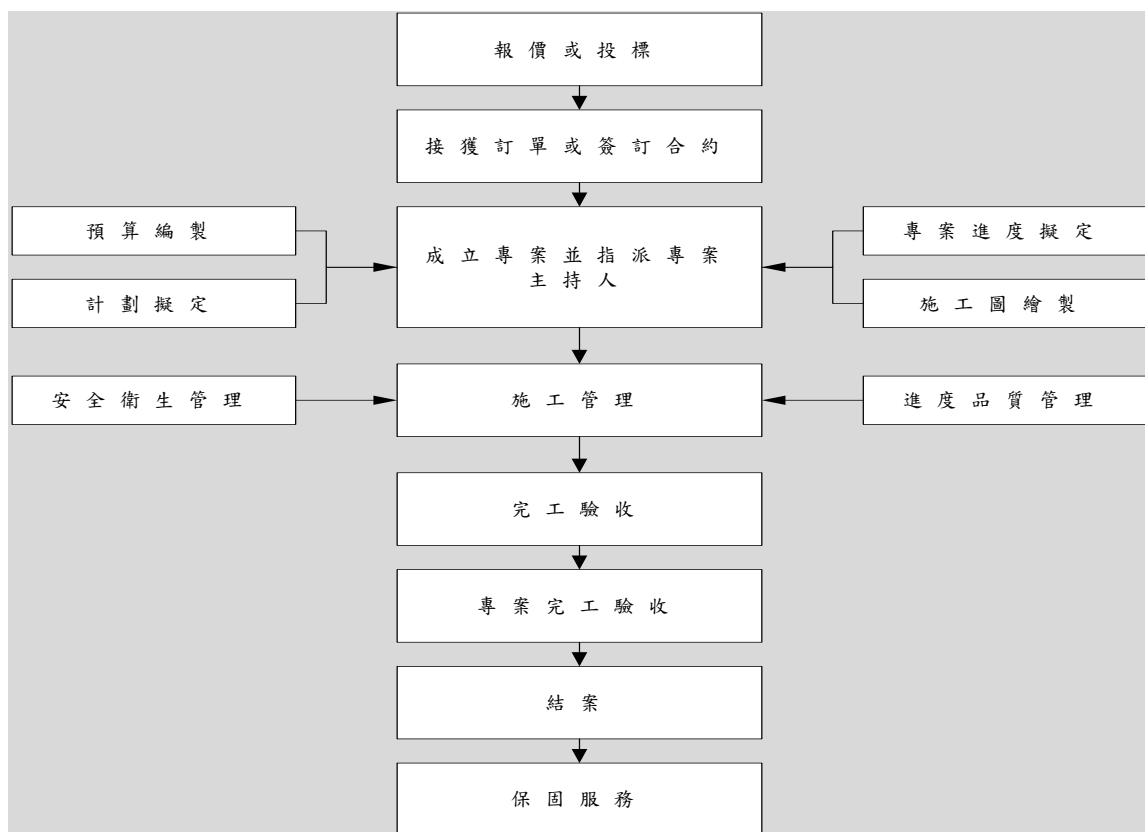 報價或投標
接獲訂單或簽訂合約
預算編製
成立專案並指派專案
主持人
專案進度擬定
計劃擬定
施工圖繪製
安全衛生管理
施工管理
進度品質管理
完工驗收
專案完工驗收
結案
保固服務